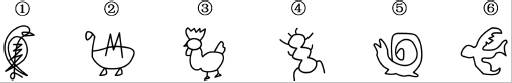 ① ② ③ ④ ⑤ ⑥